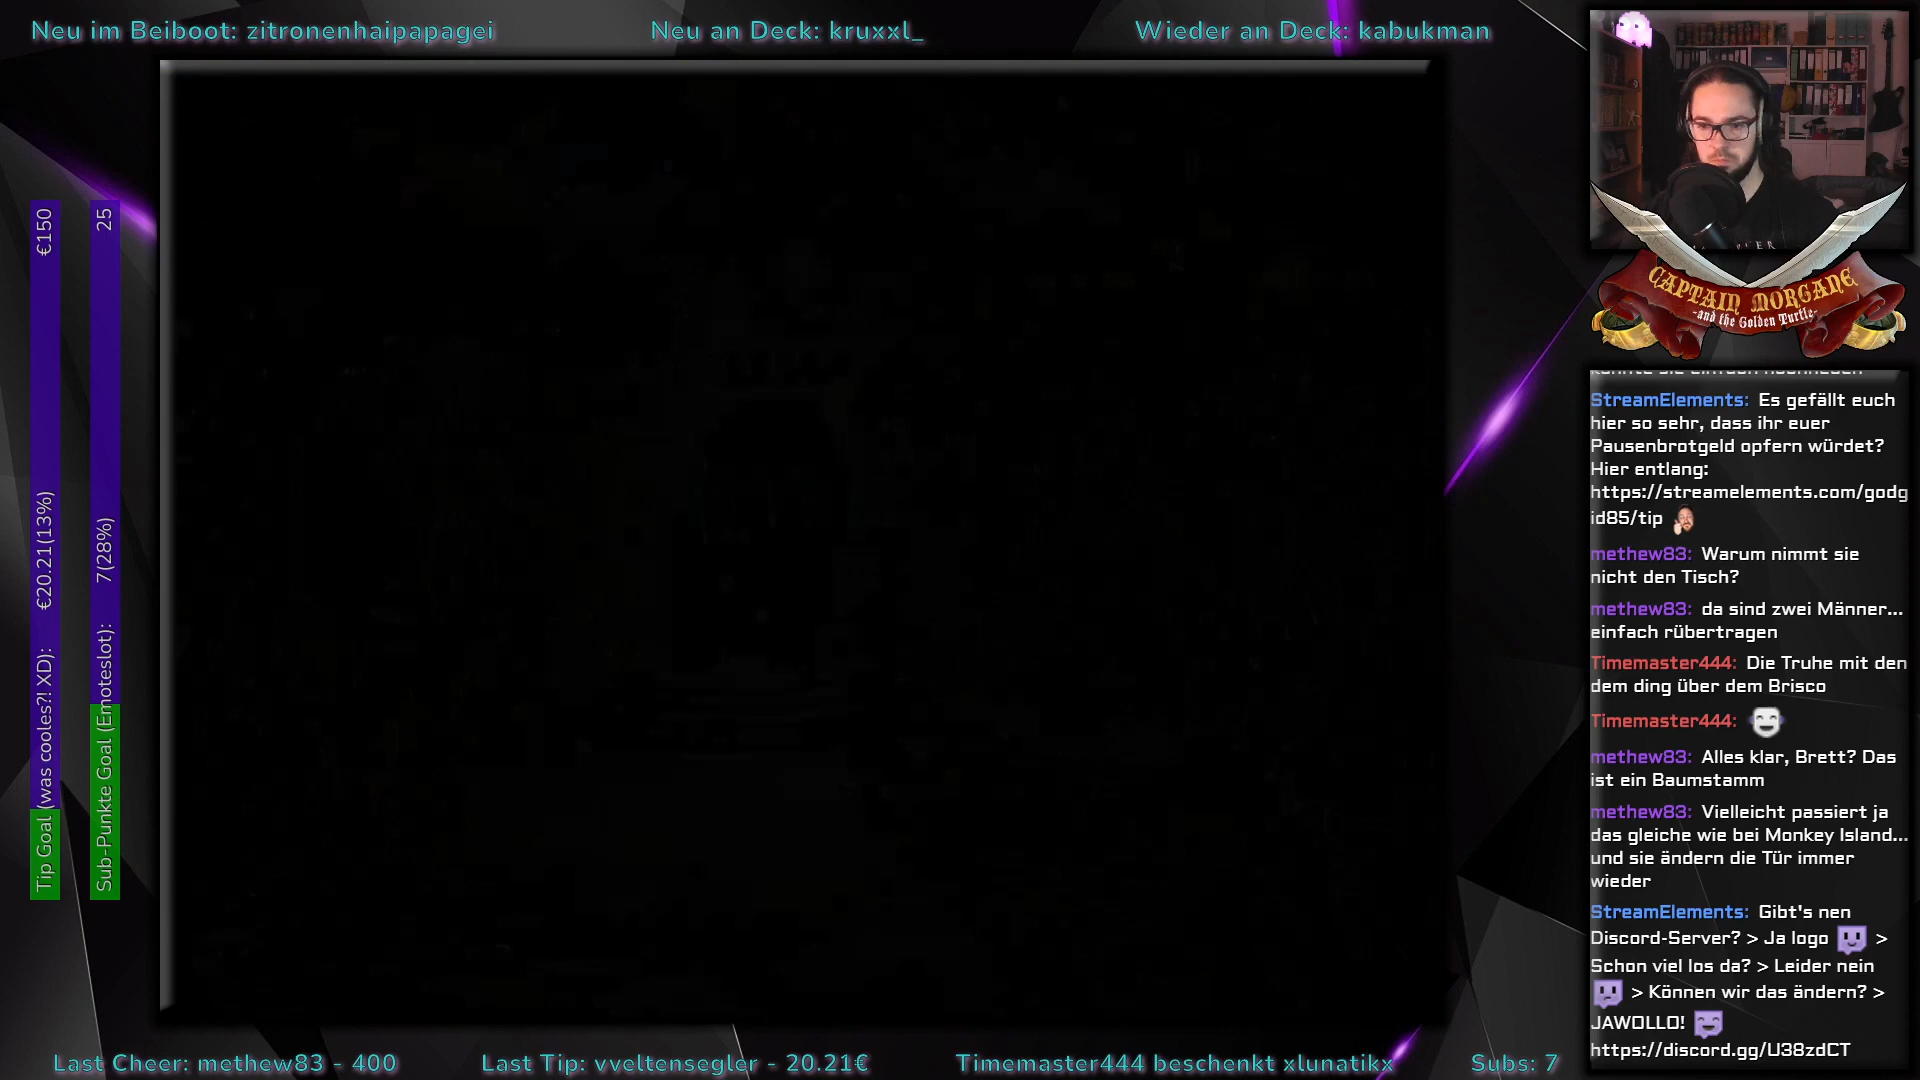 Neu im Beiboot: zitronenhaipapagei
Neu an Deck: kruxxl_
Wieder an Deck: kabukman
CAPTAIN MORGANE
-and the Golden Turtle-
Tip Goal (was cooles?! XD): €20.21(13%) €150
Sub-Punkte Goal (Emoteslot): 7(28%) 25
StreamElements: Es gefällt euch
hier so sehr, dass ihr euer
Pausenbrotgeld opfern würdet?
Hier entlang:
https://streamelements.com/godg
id85/tip
methew83: Warum nimmt sie
nicht den Tisch?
methew83: da sind zwei Männer...
einfach rübertragen
Timemaster444: Die Truhe mit den
dem ding über dem Brisco
Timemaster444:
methew83: Alles klar, Brett? Das
ist ein Baumstamm
methew83: Vielleicht passiert ja
das gleiche wie bei Monkey Island...
und sie ändern die Tür immer
wieder
StreamElements: Gibt's nen
Discord-Server? > Ja logo >
Schon viel los da? > Leider nein
> Können wir das ändern? >
JAWOLLO!
https://discord.gg/U38zdCT
Last Cheer: methew83 - 400
Last Tip: vveltensegler - 20.21€
Timemaster444 beschenkt xlunatikx
Subs: 7